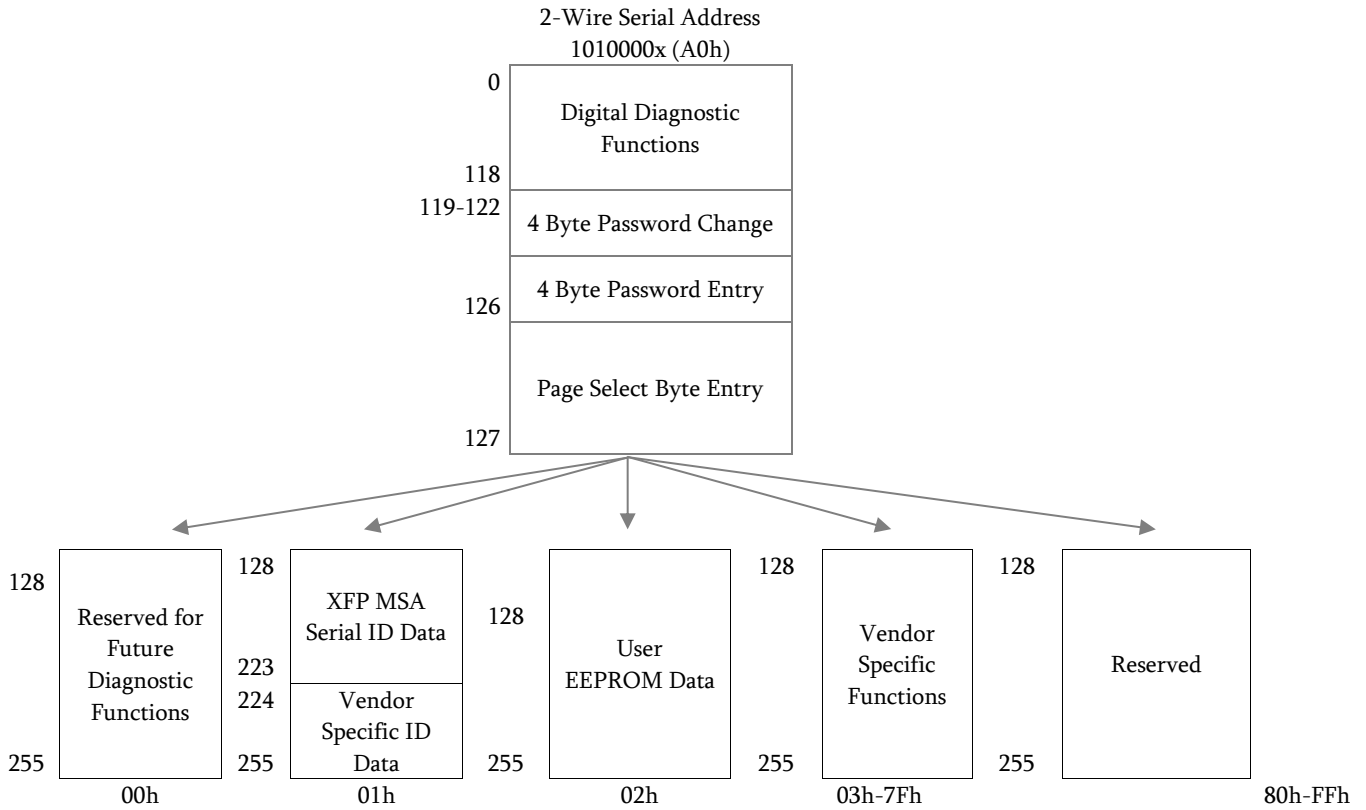 2-Wire Serial Address
1010000x (A0h)
0
Digital Diagnostic
Functions
118
119-122
4 Byte Password Change
4 Byte Password Entry
126
Page Select Byte Entry
127
128
Reserved for
Future
Diagnostic
Functions
255
00h
128
XFP MSA
Serial ID Data
223
224
Vendor
Specific ID
Data
255
01h
128
User
EEPROM Data
255
02h
128
Vendor
Specific
Functions
255
03h-7Fh
128
Reserved
255
80h-FFh